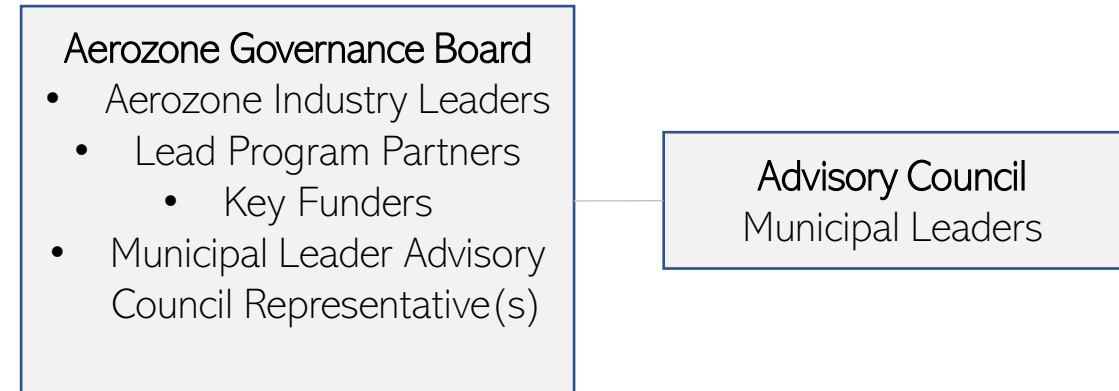 Aerozone Governance Board
• Aerozone Industry Leaders
• Lead Program Partners
• Key Funders
• Municipal Leader Advisory
Council Representative(s)
Advisory Council
Municipal Leaders